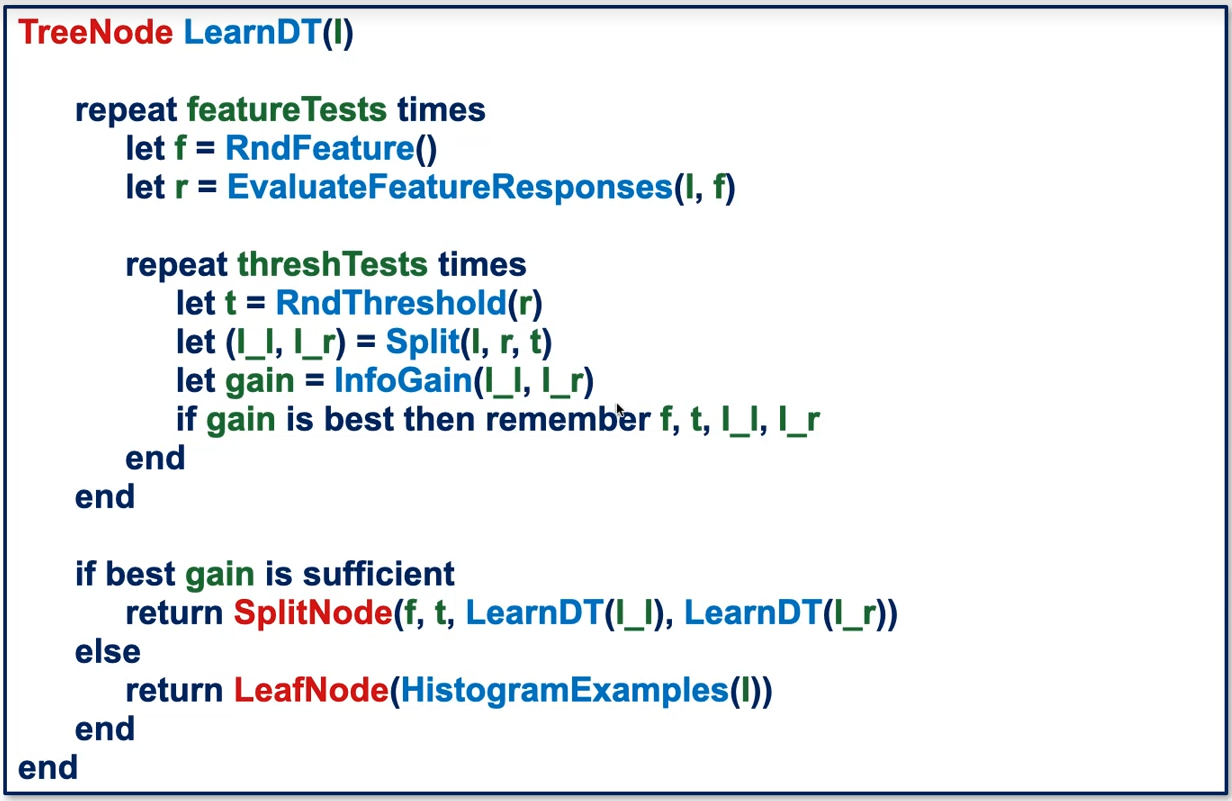 TreeNode LearnDT(I)
repeat featureTests times
let f = RndFeature()
let r = EvaluateFeatureResponses(I, f)
repeat threshTests times
let t = RndThreshold(r)
let (I_l, I_r) = Split(I, r, t)
let gain = InfoGain(I_l, I_r)
if gain is best then remember f, t, I_l, I_r
end
end
if best gain is sufficient
return SplitNode(f, t, LearnDT(I_l), LearnDT(I_r))
else
return LeafNode(HistogramExamples(I))
end
end